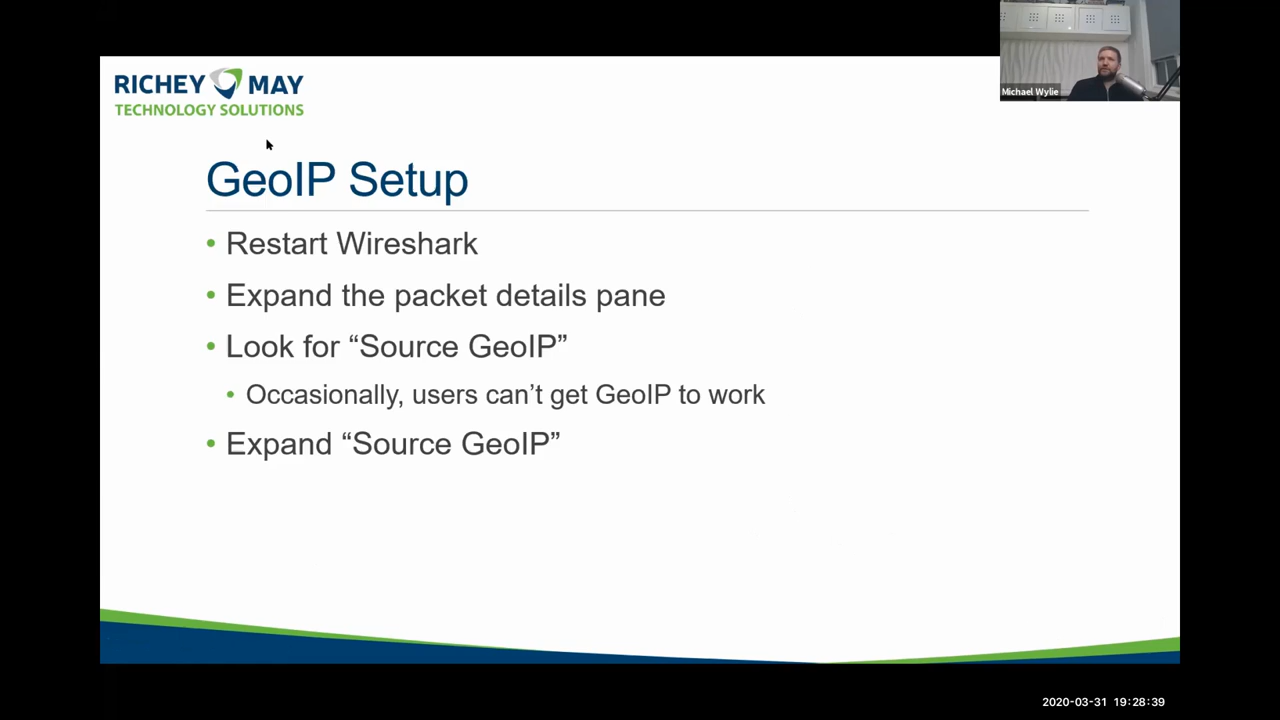 RICHEY MAY
TECHNOLOGY SOLUTIONS
Michael Wylie
GeoIP Setup
• Restart Wireshark
• Expand the packet details pane
• Look for “Source GeoIP”
• Occasionally, users can’t get GeoIP to work
• Expand “Source GeoIP”
2020-03-31 19:28:39